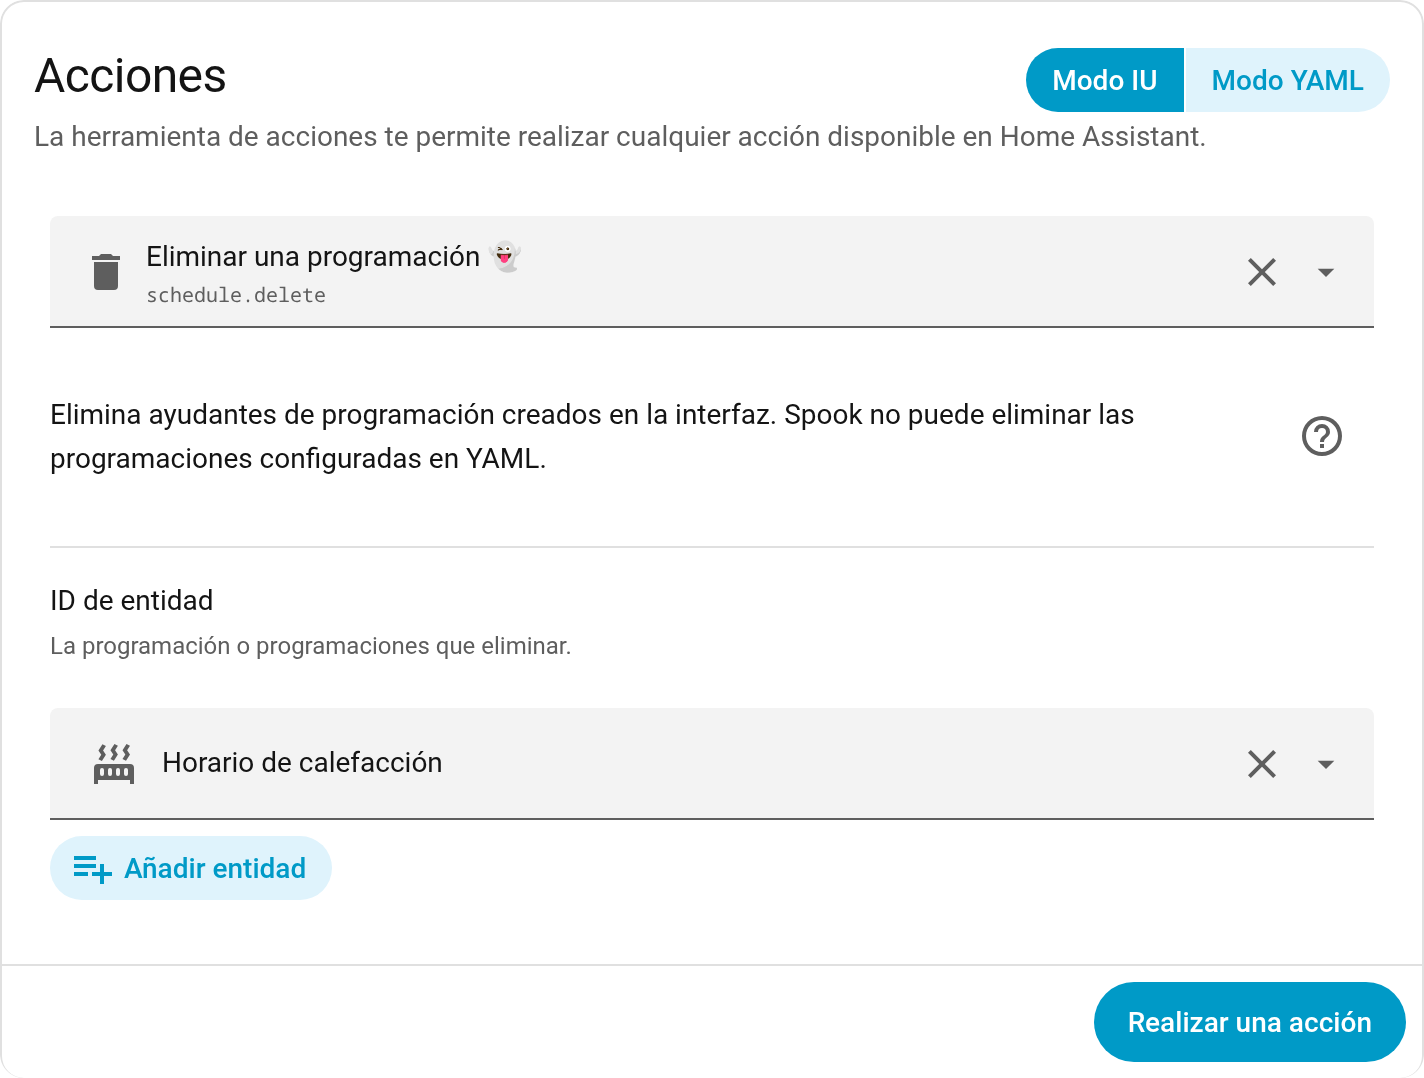 Acciones
Modo IU
Modo YAML
La herramienta de acciones te permite realizar cualquier acción disponible en Home Assistant.
Eliminar una programación 👻
schedule.delete
Elimina ayudantes de programación creados en la interfaz. Spook no puede eliminar las
programaciones configuradas en YAML.
ID de entidad
La programación o programaciones que eliminar.
Horario de calefacción
Añadir entidad
Realizar una acción